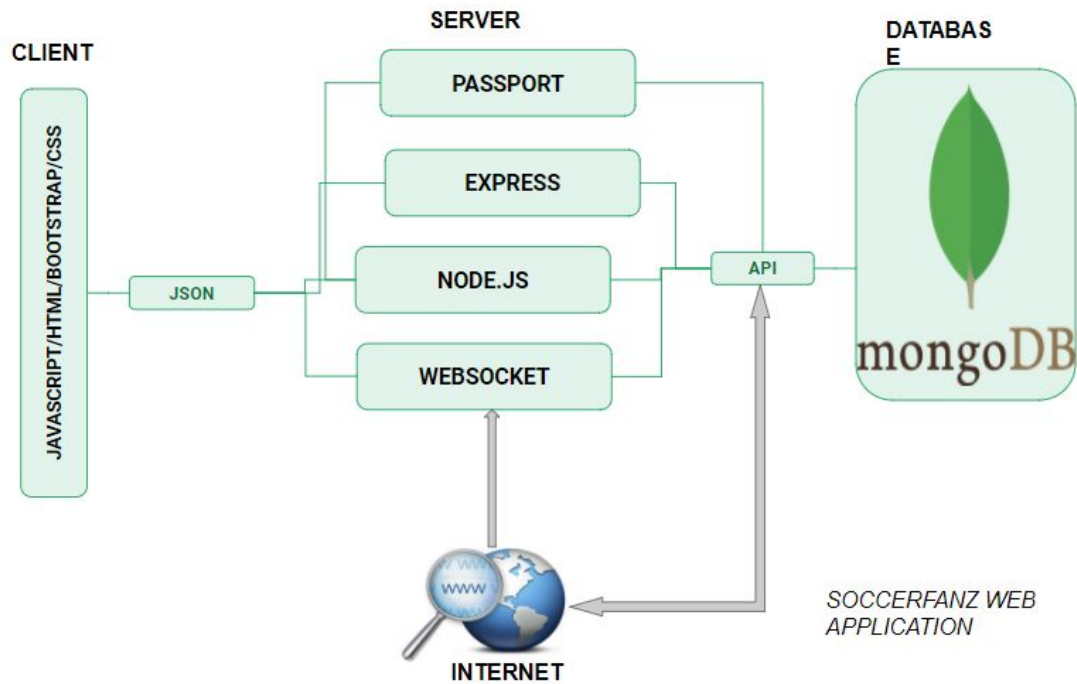 SERVER
CLIENT
DATABAS
E
PASSPORT
JAVASCRIPT/HTML/BOOTSTRAP/CSS
EXPRESS
JSON
NODE.JS
API
WEBSOCKET
mongoDB
www
SOCCERFANZ WEB
APPLICATION
INTERNET